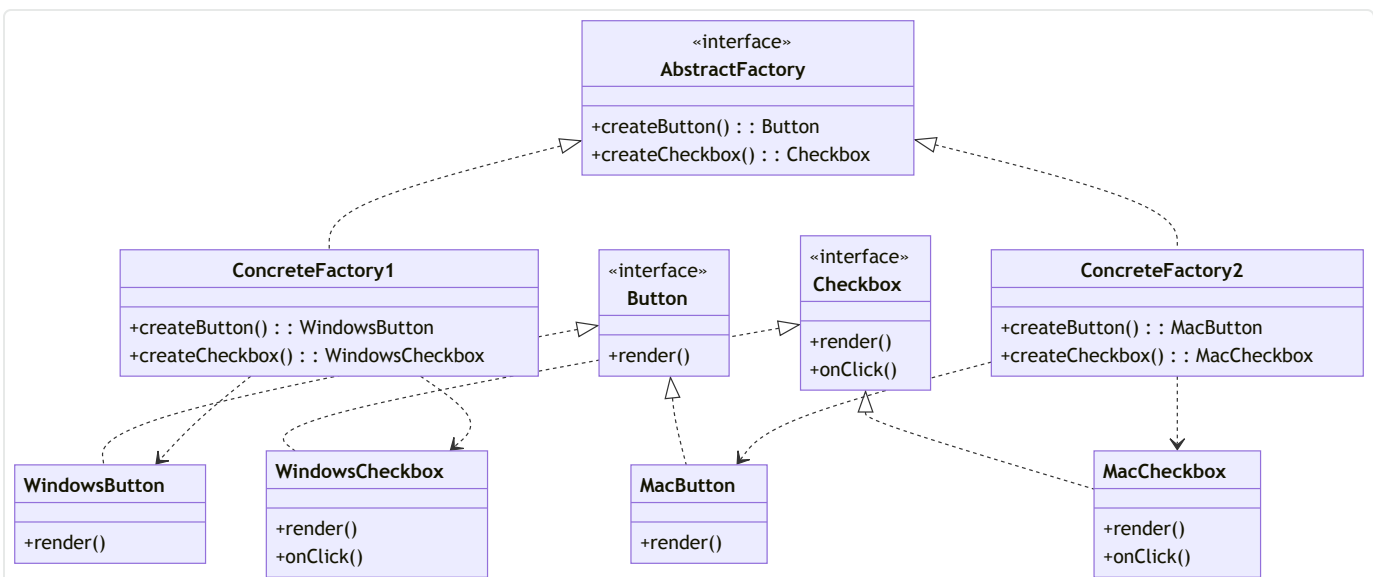 «interface»
AbstractFactory
+createButton() : : Button
+createCheckbox() : : Checkbox
ConcreteFactory1
+createButton() : : WindowsButton
+createCheckbox() : : WindowsCheckbox
«interface»
Button
+render()
«interface»
Checkbox
+render()
+onClick()
ConcreteFactory2
+createButton() : : MacButton
+createCheckbox() : : MacCheckbox
WindowsButton
+render()
WindowsCheckbox
+render()
+onClick()
MacButton
+render()
MacCheckbox
+render()
+onClick()